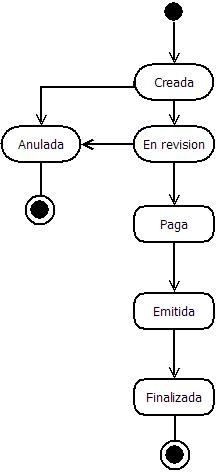 Creada
Anulada
En revision
Paga
Emitida
Finalizada